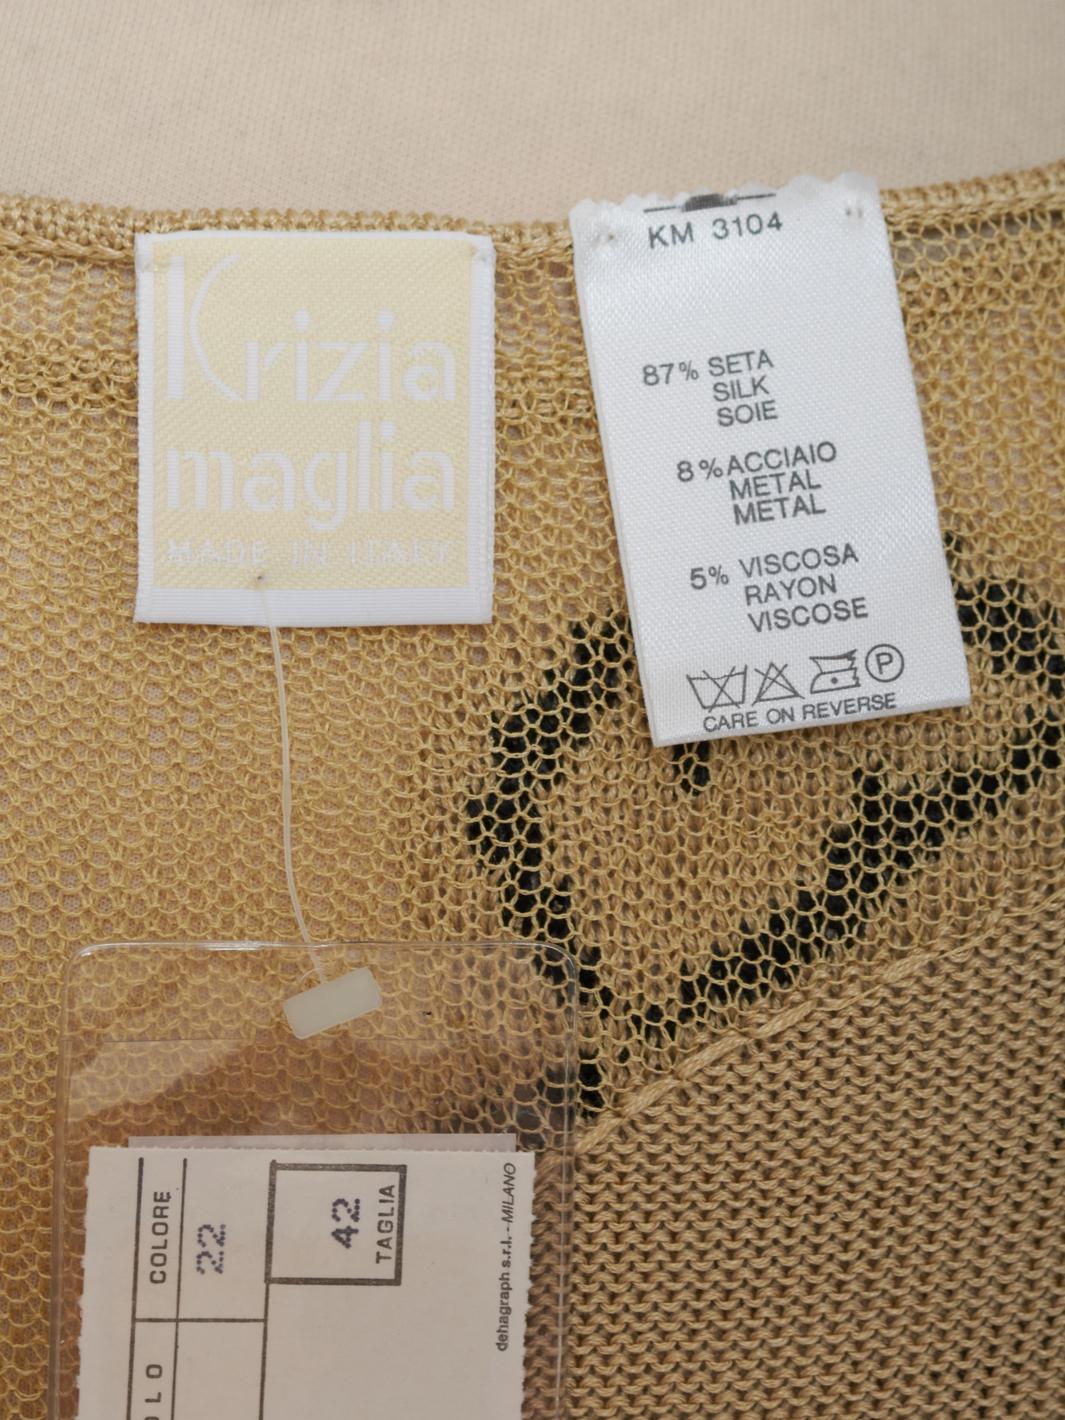 Krizia
maglia
MADE IN ITALY
KM 3104
87% SETA
SILK
SOIE
8% ACCIAIO
METAL
METAL
5% VISCOSA
RAYON
VISCOSE
P
CARE ON REVERSE
COLORE
22
42
TAGLIA
dehagraph s.r.l. - MILANO